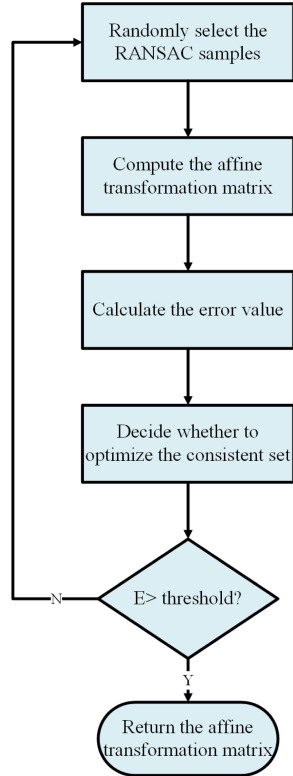 Randomly select the
RANSAC samples
Compute the affine
transformation matrix
Calculate the error value
Decide whether to
optimize the consistent set
E> threshold?
N
Y
Return the affine
transformation matrix